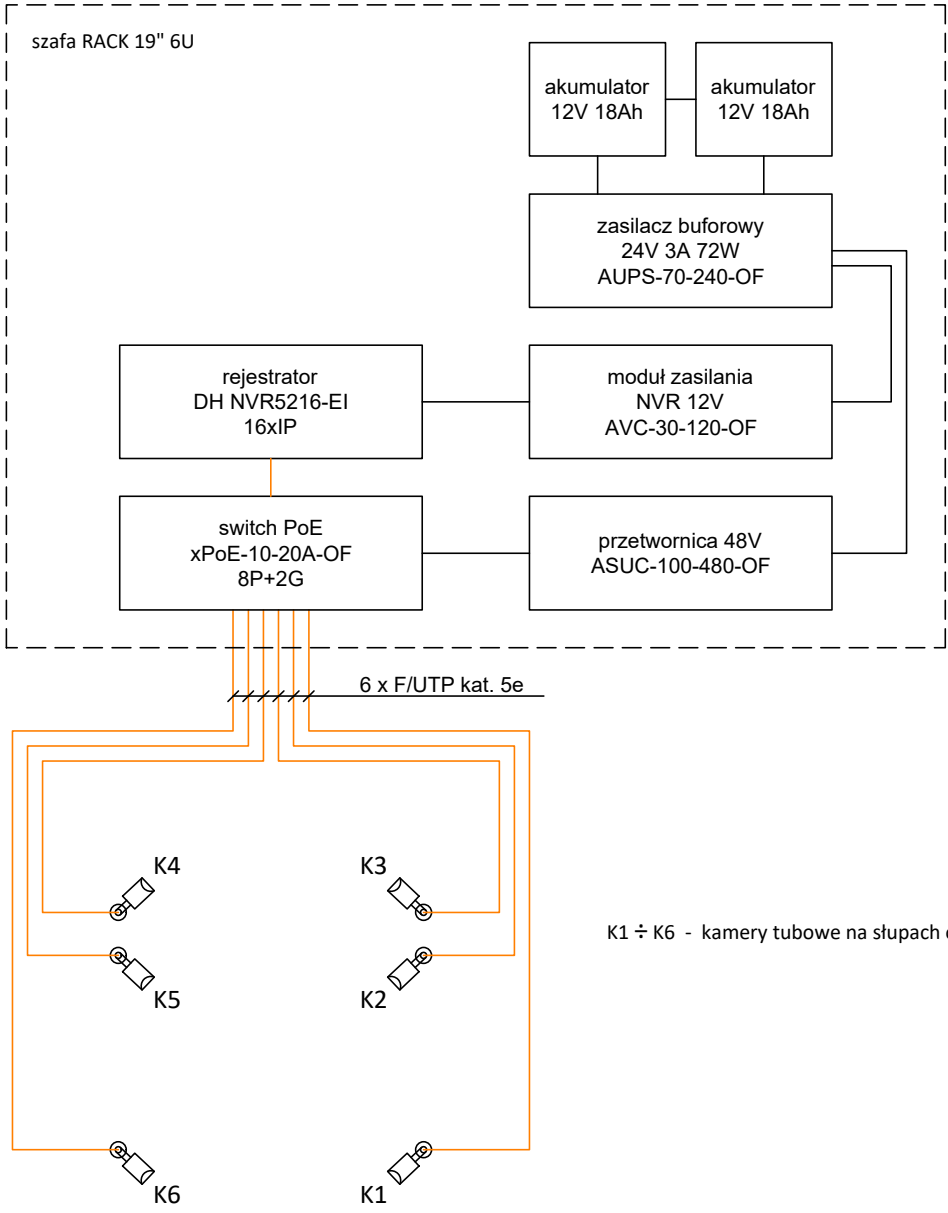 szafa RACK 19" 6U
akumulator
12V 18Ah
akumulator
12V 18Ah
zasilacz buforowy
24V 3A 72W
AUPS-70-240-OF
rejestrator
DH NVR5216-EI
16xIP
moduł zasilania
NVR 12V
AVC-30-120-OF
switch PoE
xPoE-10-20A-OF
8P+2G
przetwornica 48V
ASUC-100-480-OF
6 x F/UTP kat. 5e
K4
K3
K1 ÷ K6 - kamery tubowe na słupach
K5
K2
K6
K1